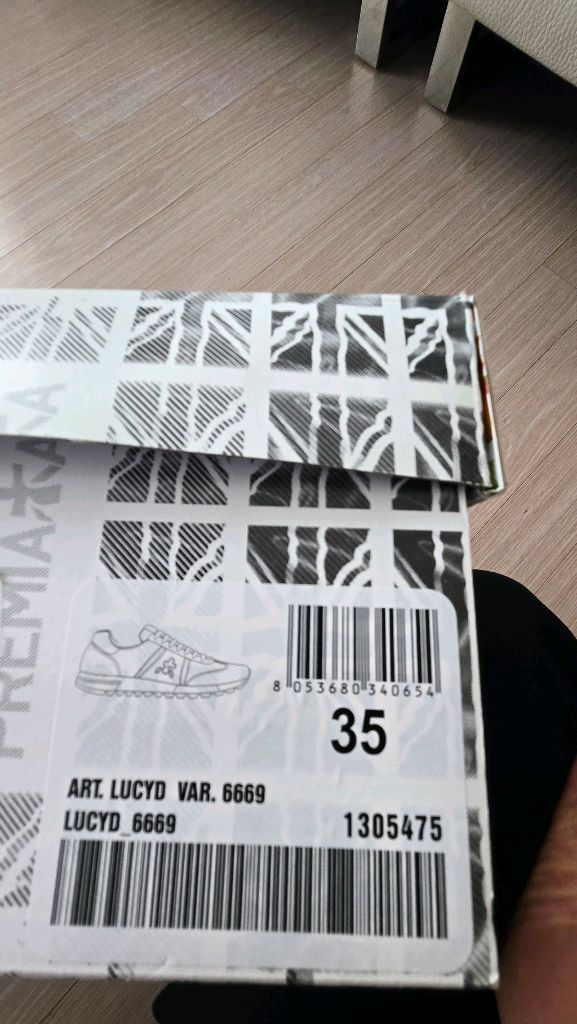 PREMIATA
8 053680 340654
35
ART. LUCYD VAR. 6669
LUCYD_6669 1305475